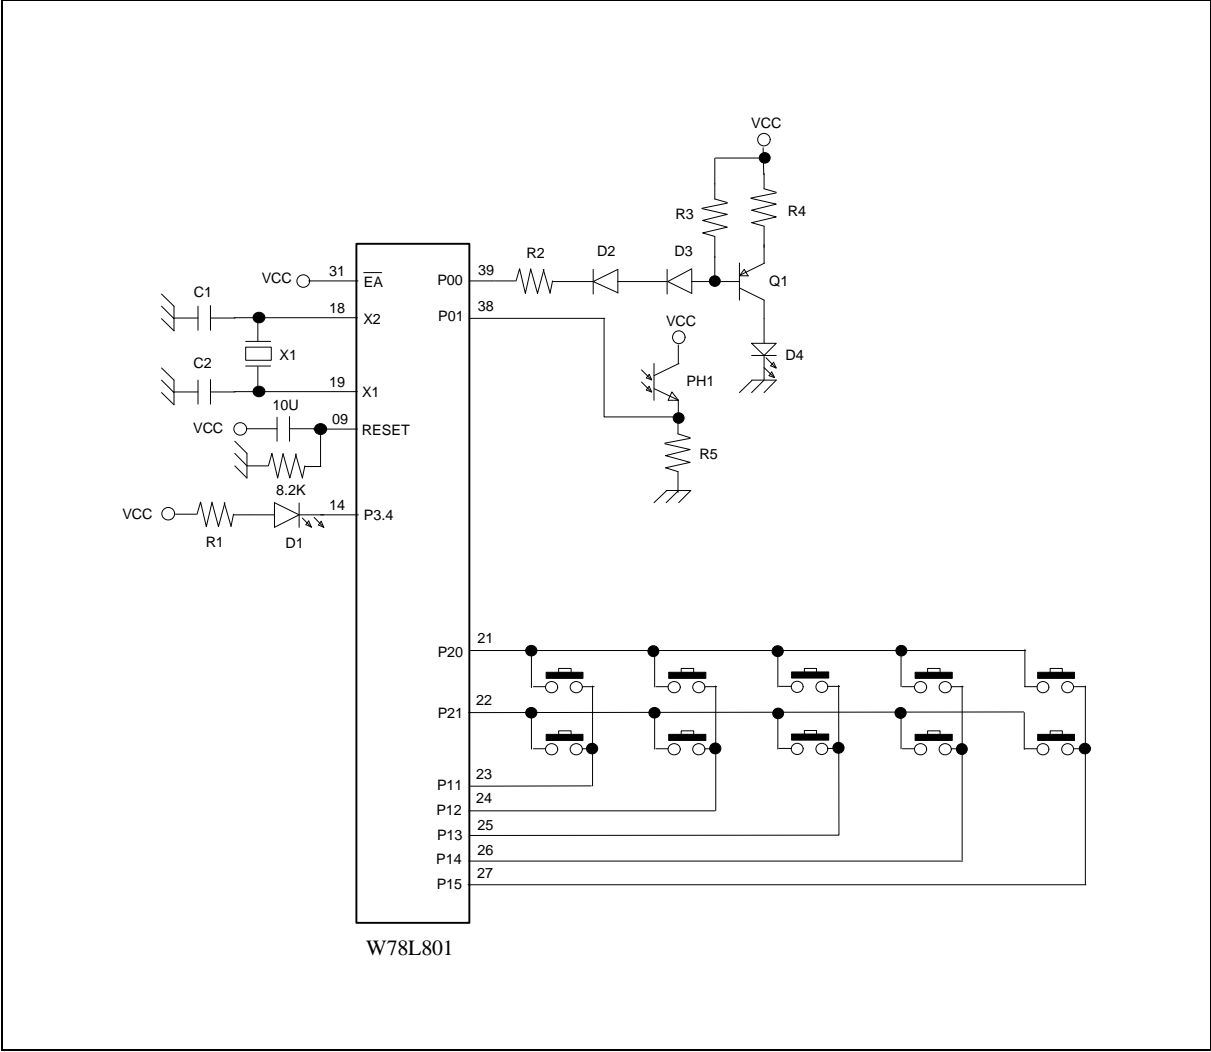 VCC
R3
R4
R2
D2
D3
Q1
VCC
31
EA
P00
39
C1
18
X2
P01
38
VCC
X1
D4
C2
19
X1
PH1
10U
VCC
09
RESET
R5
8.2K
VCC
14
P3.4
R1
D1
P20
21
P21
22
P11
23
P12
24
P13
25
P14
26
P15
27
W78L801